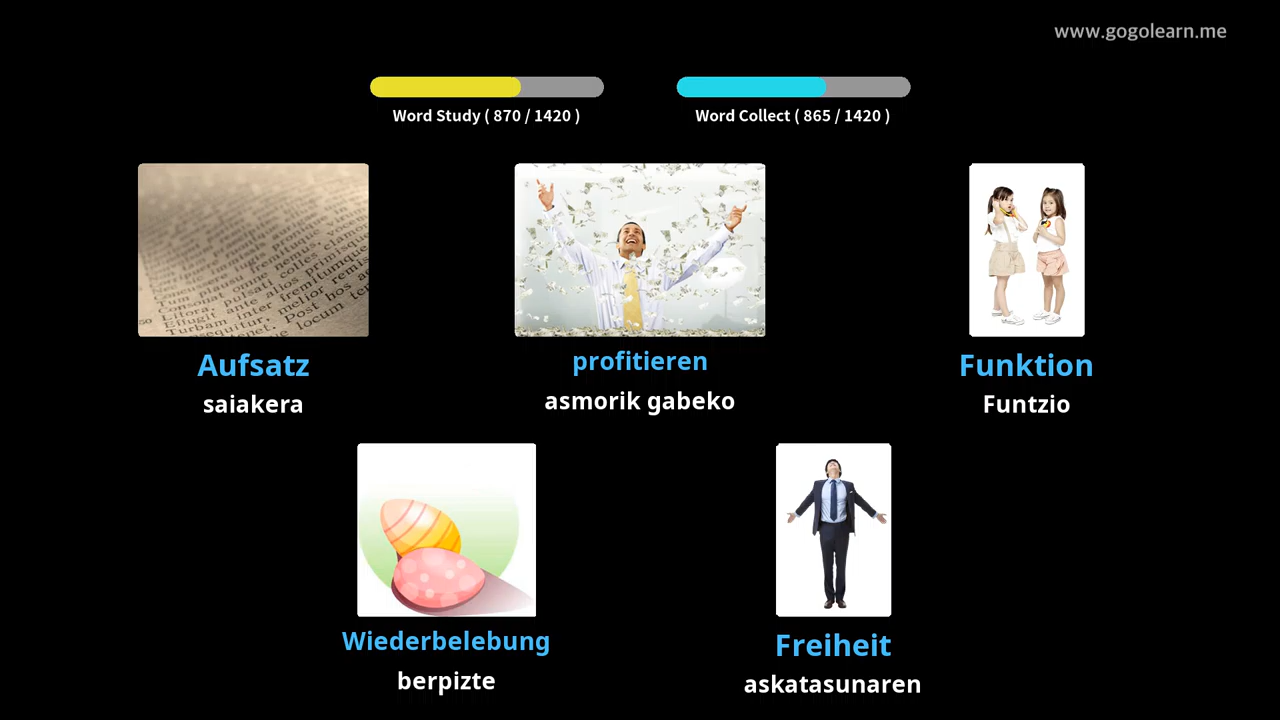 www.gogolearn.me
Word Study ( 870 / 1420 )
Word Collect ( 865 / 1420 )
Aufsatz
saiakera
profitieren
asmorik gabeko
Funktion
Funtzio
Wiederbelebung
berpizte
Freiheit
askatasunaren